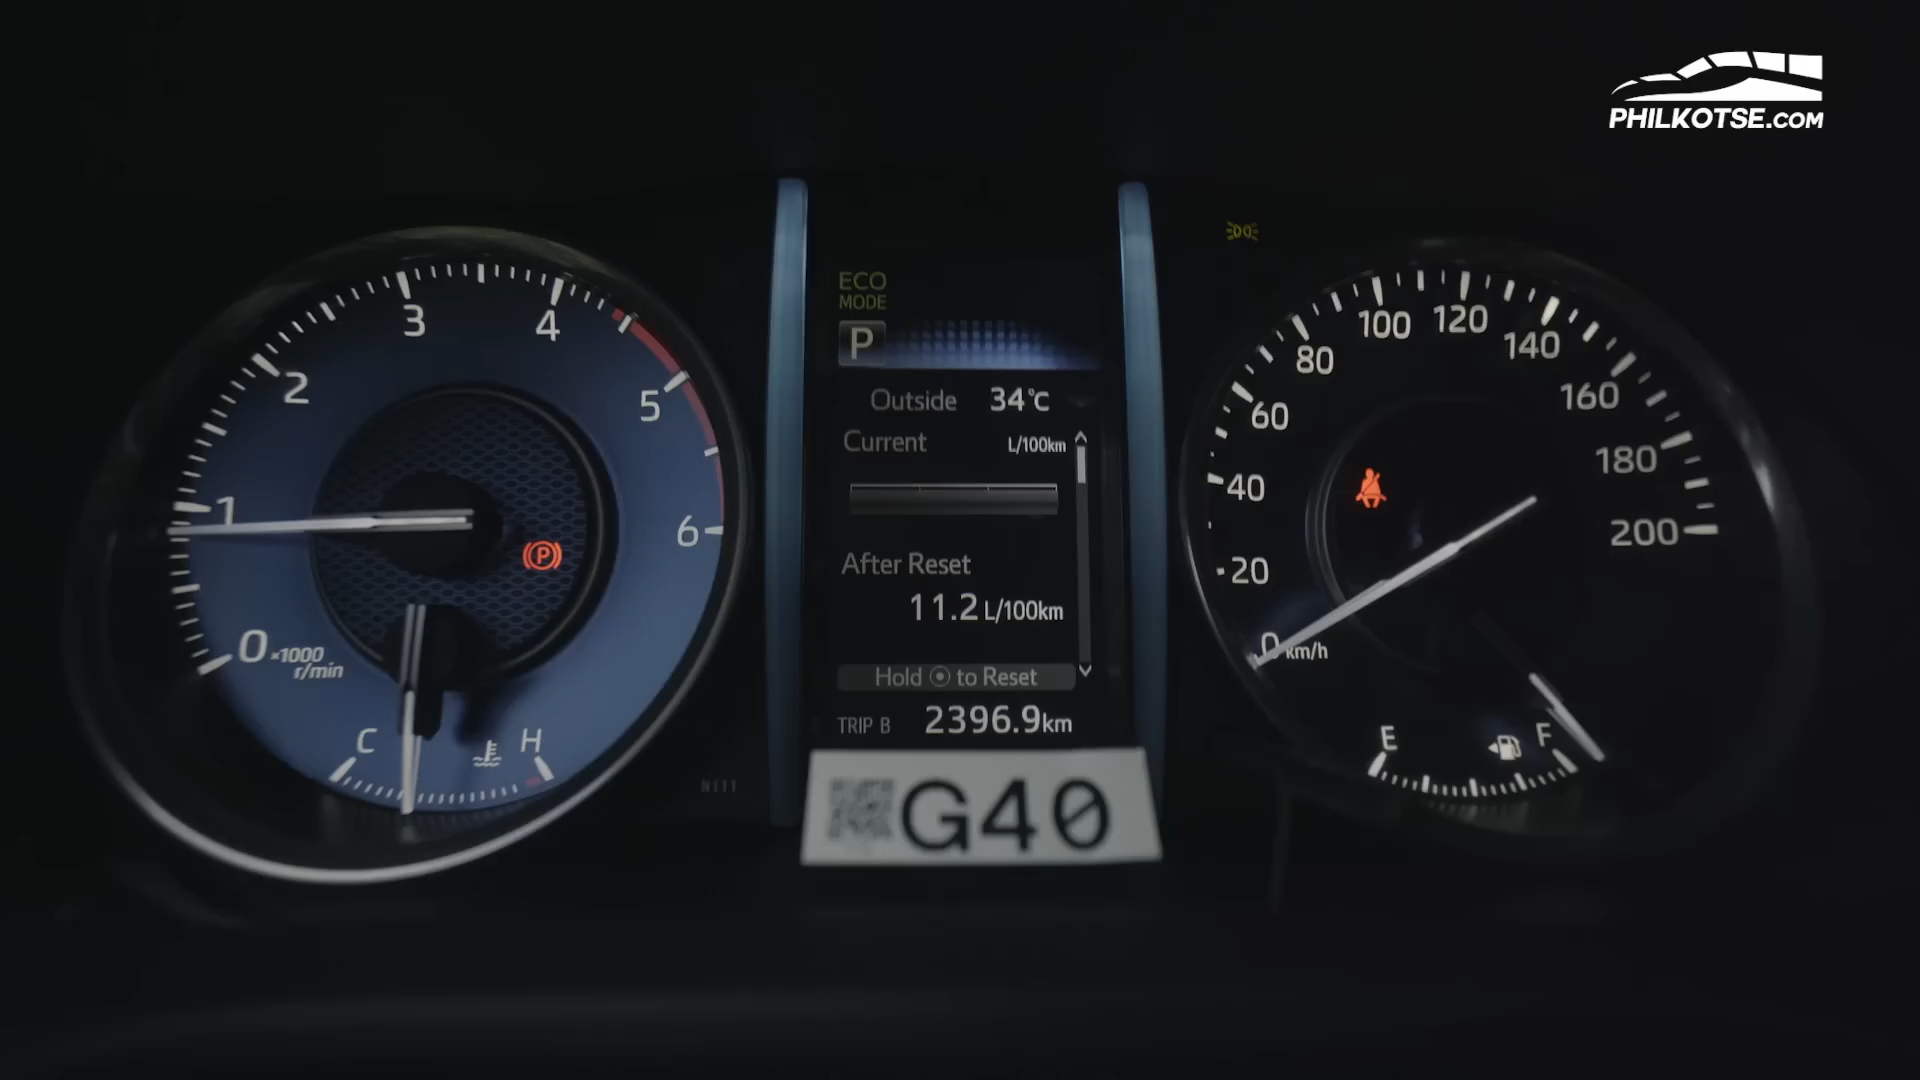 PHILKOTSE.COM
ECO
MODE
P
Outside 34°C
Current L/100km
After Reset
11.2 L/100km
Hold ⦿ to Reset
TRIP B 2396.9km
G40
0 1 2 3 4 5 6
×1000
r/min
P
C H
0 20 40 60 80 100 120 140 160 180 200
km/h
E F